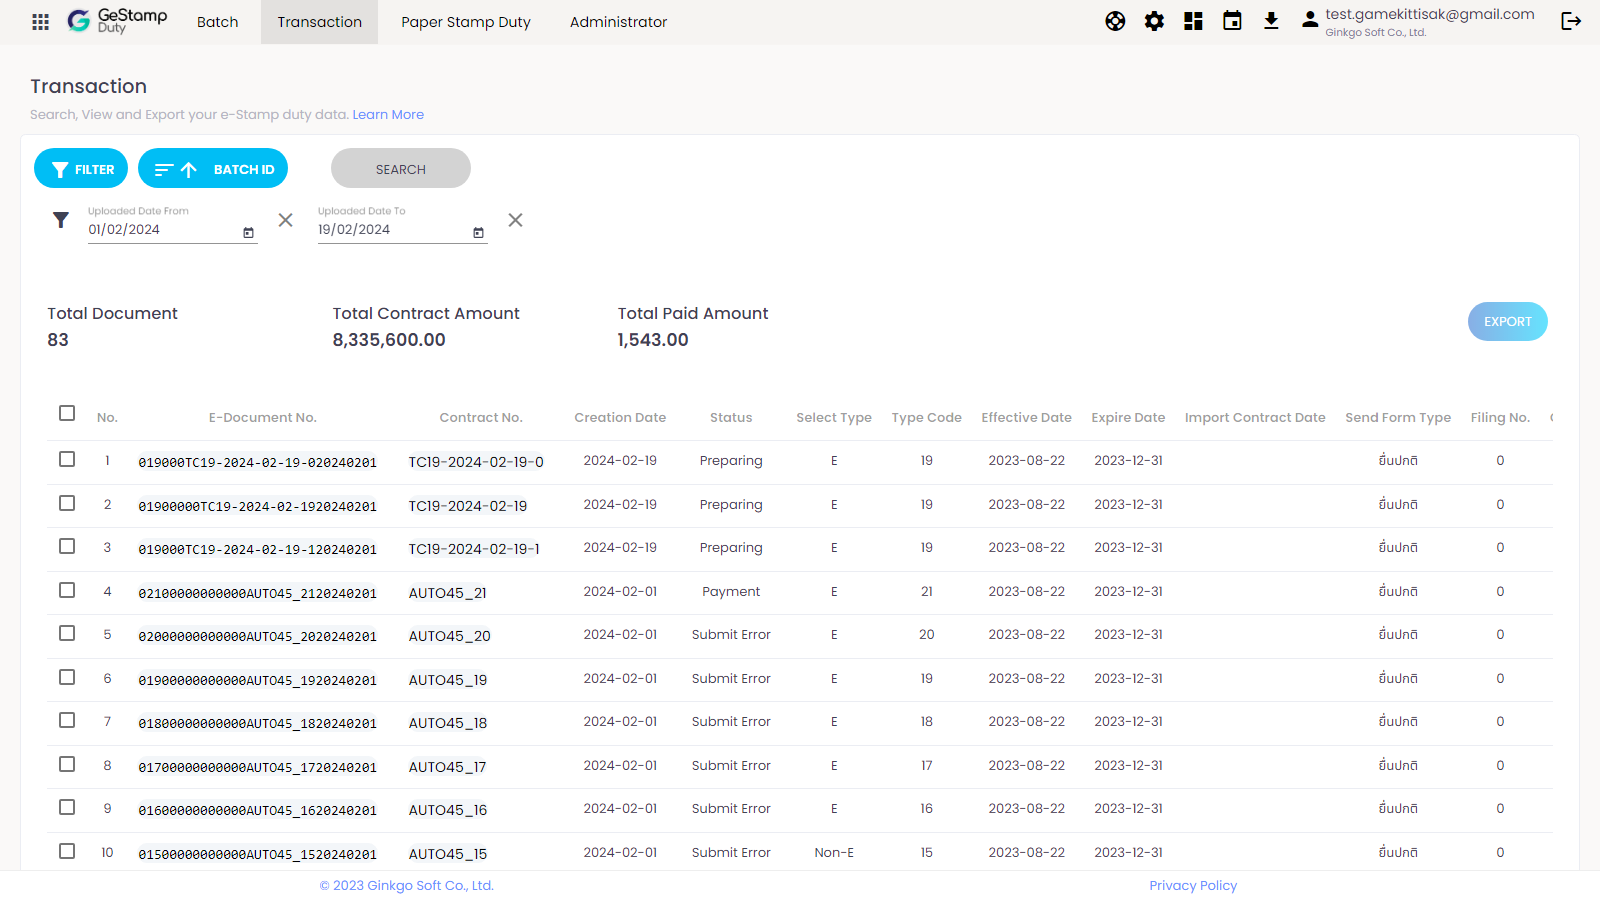 GeStamp Duty Batch Transaction Paper Stamp Duty Administrator test.gamekittisak@gmail.com
Ginkgo Soft Co., Ltd.
Transaction
Search, View and Export your e-Stamp duty data. Learn More
FILTER BATCH ID SEARCH
Uploaded Date From Uploaded Date To
01/02/2024 19/02/2024
Total Document Total Contract Amount Total Paid Amount
83 8,335,600.00 1,543.00
EXPORT
No. E-Document No. Contract No. Creation Date Status Select Type Type Code Effective Date Expire Date Import Contract Date Send Form Type Filing No.
1 019000TC19-2024-02-19-020240201 TC19-2024-02-19-0 2024-02-19 Preparing E 19 2023-08-22 2023-12-31 ยื่นปกติ 0
2 01900000TC19-2024-02-1920240201 TC19-2024-02-19 2024-02-19 Preparing E 19 2023-08-22 2023-12-31 ยื่นปกติ 0
3 019000TC19-2024-02-19-120240201 TC19-2024-02-19-1 2024-02-19 Preparing E 19 2023-08-22 2023-12-31 ยื่นปกติ 0
4 02100000000000AUTO45_2120240201 AUTO45_21 2024-02-01 Payment E 21 2023-08-22 2023-12-31 ยื่นปกติ 0
5 02000000000000AUTO45_2020240201 AUTO45_20 2024-02-01 Submit Error E 20 2023-08-22 2023-12-31 ยื่นปกติ 0
6 01900000000000AUTO45_1920240201 AUTO45_19 2024-02-01 Submit Error E 19 2023-08-22 2023-12-31 ยื่นปกติ 0
7 01800000000000AUTO45_1820240201 AUTO45_18 2024-02-01 Submit Error E 18 2023-08-22 2023-12-31 ยื่นปกติ 0
8 01700000000000AUTO45_1720240201 AUTO45_17 2024-02-01 Submit Error E 17 2023-08-22 2023-12-31 ยื่นปกติ 0
9 01600000000000AUTO45_1620240201 AUTO45_16 2024-02-01 Submit Error E 16 2023-08-22 2023-12-31 ยื่นปกติ 0
10 01500000000000AUTO45_1520240201 AUTO45_15 2024-02-01 Submit Error Non-E 15 2023-08-22 2023-12-31 ยื่นปกติ 0
© 2023 Ginkgo Soft Co., Ltd. Privacy Policy